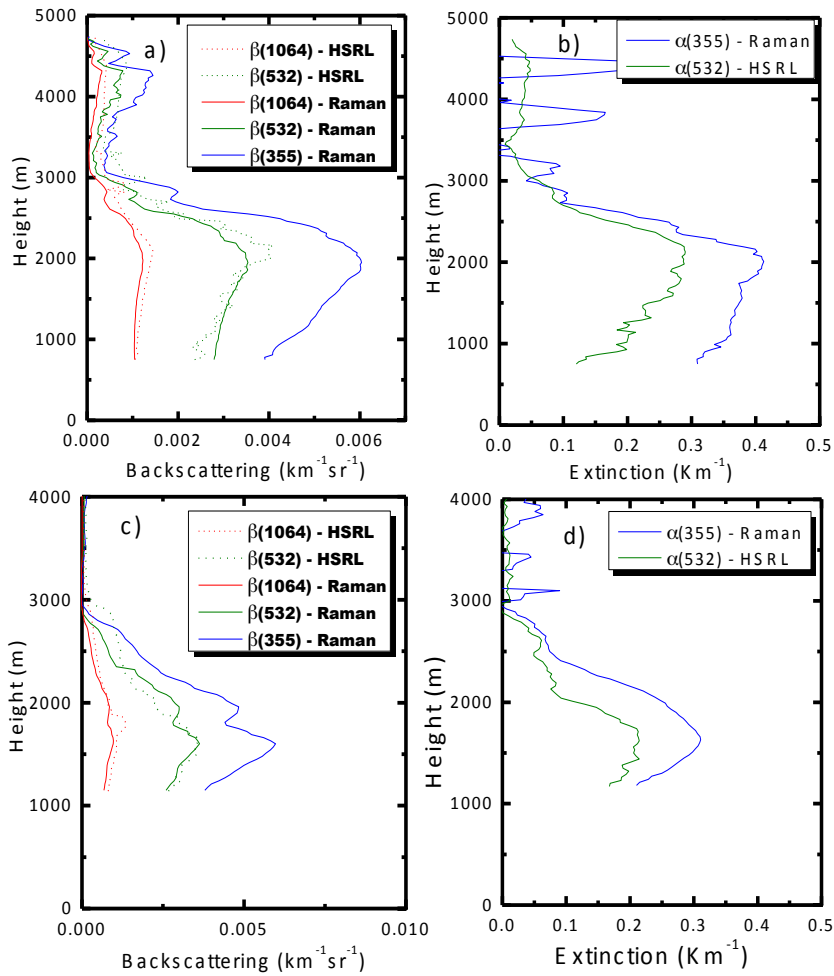 a)
β(1064) - HSRL
β(532) - HSRL
β(1064) - Raman
β(532) - Raman
β(355) - Raman
5000
4000
3000
2000
1000
0
Height (m)
0.000
0.002
0.004
0.006
Backscattering (km⁻¹sr⁻¹)
b)
α(355) - Raman
α(532) - HSRL
5000
4000
3000
2000
1000
0
Height (m)
0.0
0.1
0.2
0.3
0.4
0.5
Extinction (Km⁻¹)
c)
β(1064) - HSRL
β(532) - HSRL
β(1064) - Raman
β(532) - Raman
β(355) - Raman
4000
3000
2000
1000
0
Height (m)
0.000
0.005
0.010
Backscattering (km⁻¹sr⁻¹)
d)
α(355) - Raman
α(532) - HSRL
4000
3000
2000
1000
0
Height (m)
0.0
0.1
0.2
0.3
0.4
0.5
Extinction (Km⁻¹)